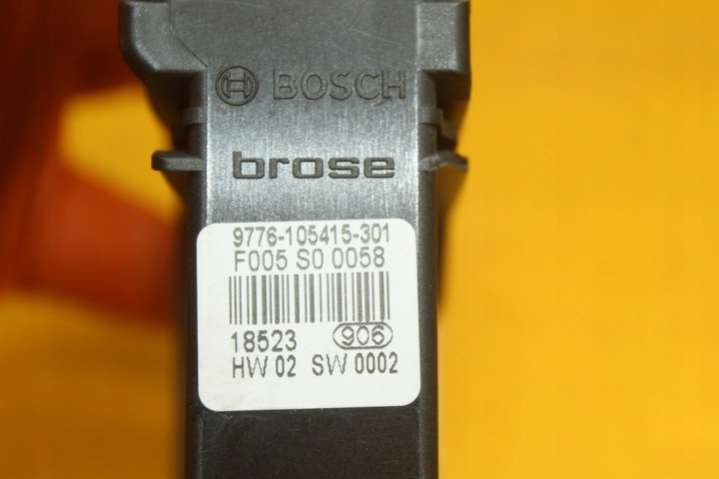 BOSCH
brose
9776-105415-301
F005 S0 0058
18523 906
HW 02 SW 0002